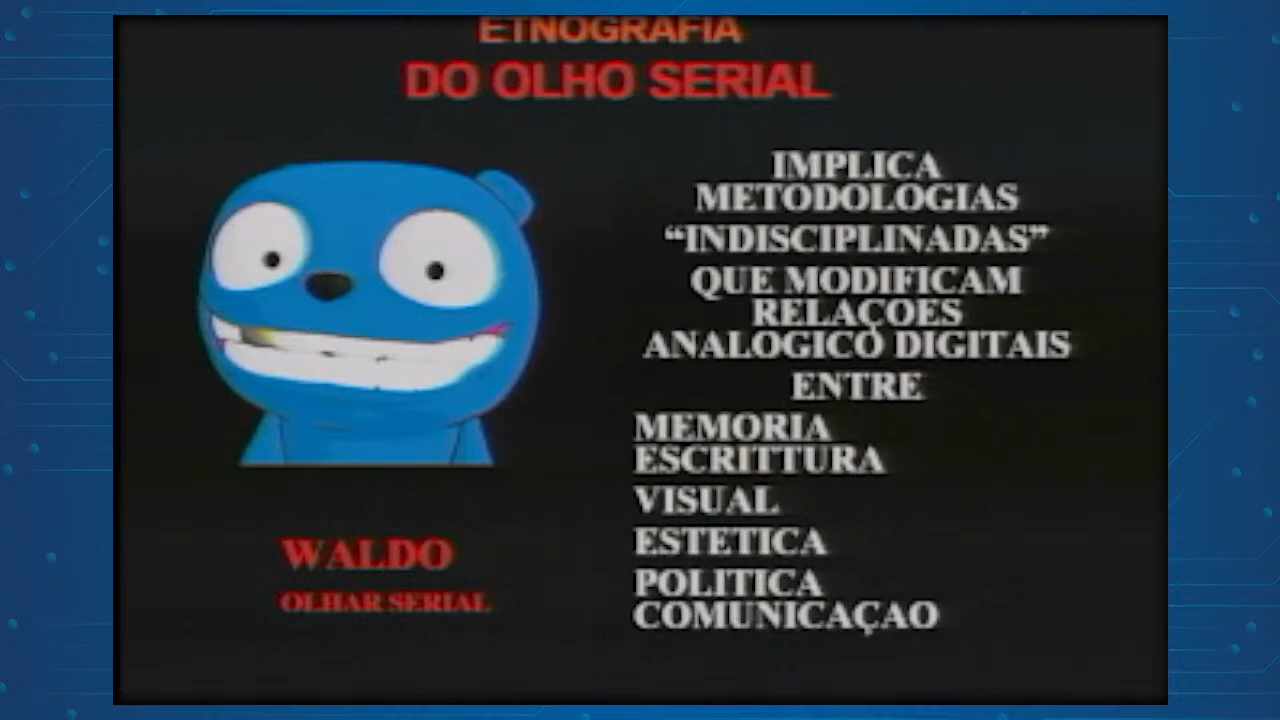 ETNOGRAFIA
DO OLHO SERIAL
IMPLICA
METODOLOGIAS
“INDISCIPLINADAS”
QUE MODIFICAM
RELAÇOES
ANALOGICO DIGITAIS
ENTRE
MEMORIA
ESCRITTURA
VISUAL
ESTETICA
POLITICA
COMUNICAÇAO
WALDO
OLHAR SERIAL